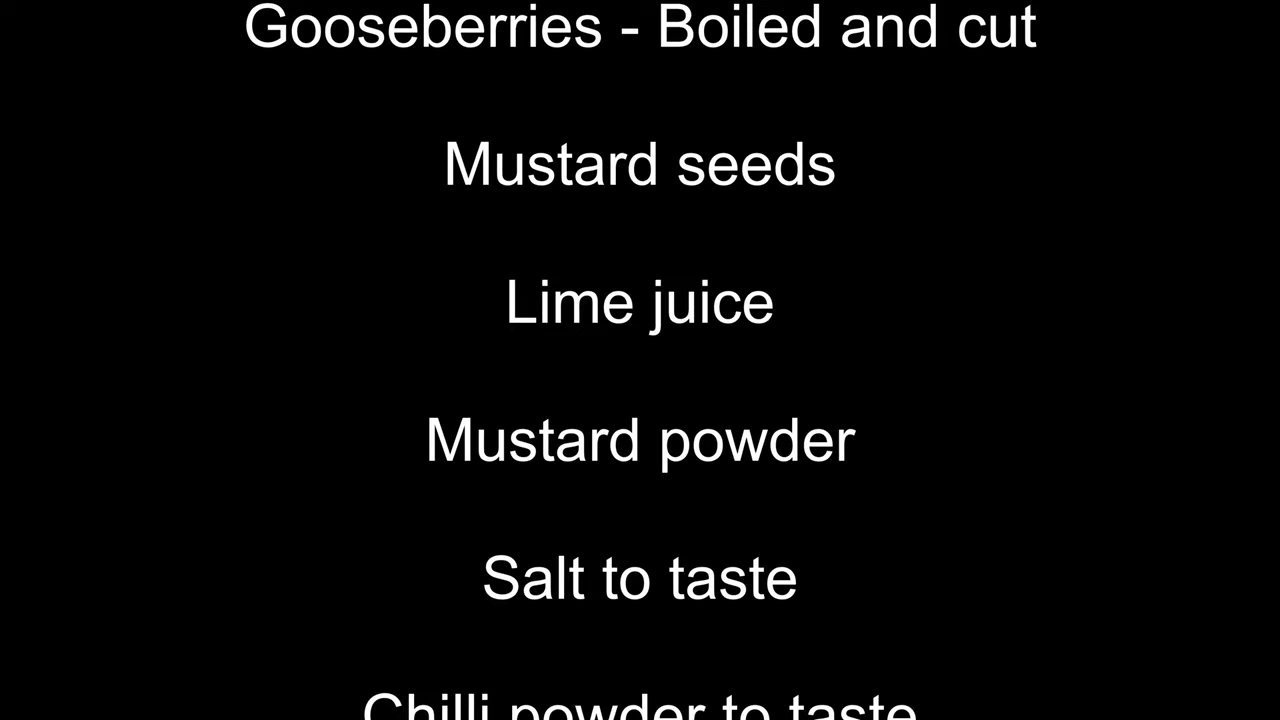 Gooseberries - Boiled and cut
Mustard seeds
Lime juice
Mustard powder
Salt to taste
Chilli powder to taste